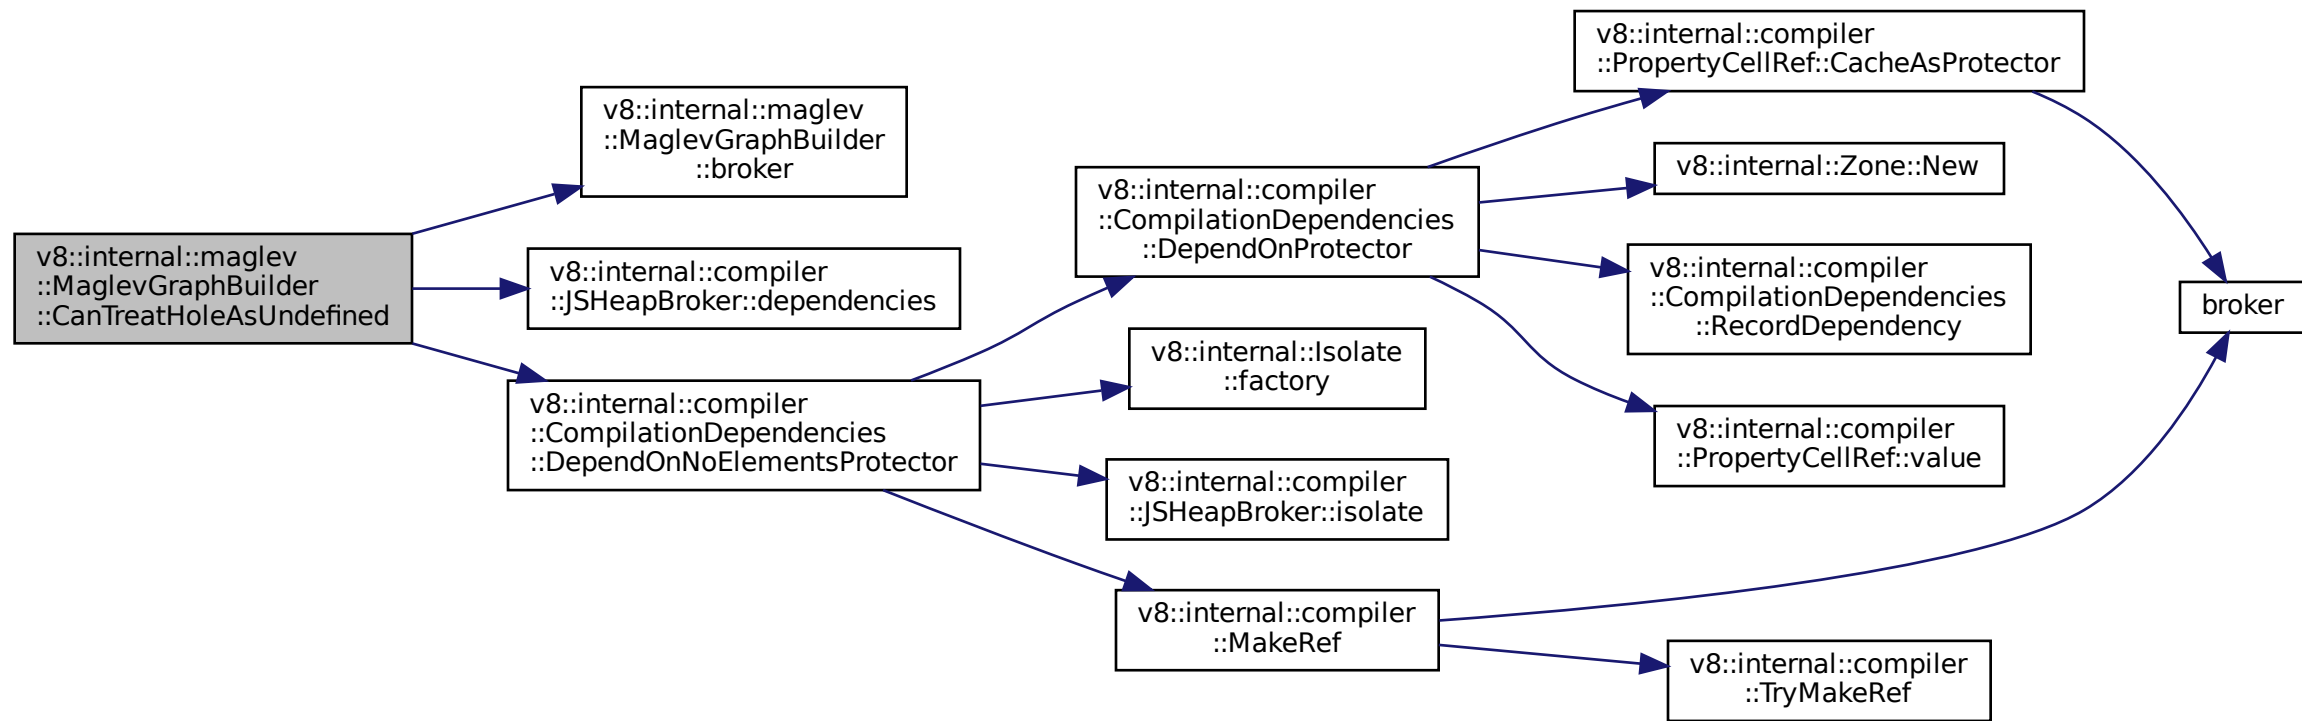 v8::internal::maglev
::MaglevGraphBuilder
::CanTreatHoleAsUndefined
v8::internal::maglev
::MaglevGraphBuilder
::broker
v8::internal::compiler
::JSHeapBroker::dependencies
v8::internal::compiler
::CompilationDependencies
::DependOnNoElementsProtector
v8::internal::compiler
::CompilationDependencies
::DependOnProtector
v8::internal::Isolate
::factory
v8::internal::compiler
::JSHeapBroker::isolate
v8::internal::compiler
::MakeRef
v8::internal::compiler
::PropertyCellRef::CacheAsProtector
v8::internal::Zone::New
v8::internal::compiler
::CompilationDependencies
::RecordDependency
v8::internal::compiler
::PropertyCellRef::value
v8::internal::compiler
::TryMakeRef
broker